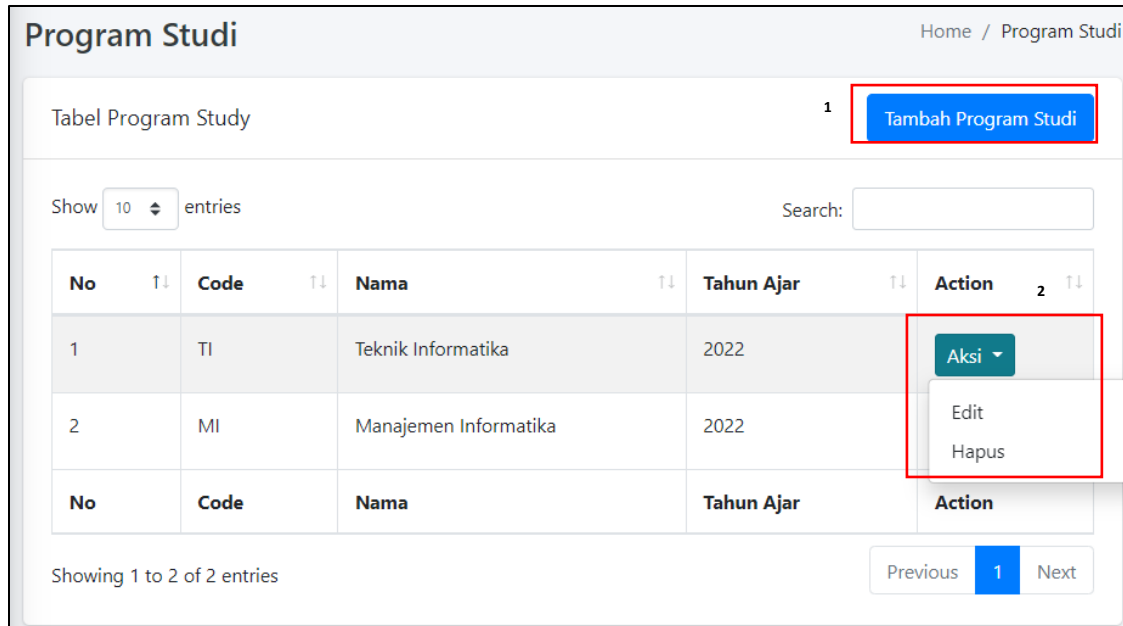 Program Studi
Home / Program Studi
Tabel Program Study
1
Tambah Program Studi
Show 10 entries
Search:
No Code Nama Tahun Ajar Action 2
1 TI Teknik Informatika 2022 Aksi
Edit
2 MI Manajemen Informatika 2022
Hapus
No Code Nama Tahun Ajar Action
Showing 1 to 2 of 2 entries
Previous 1 Next